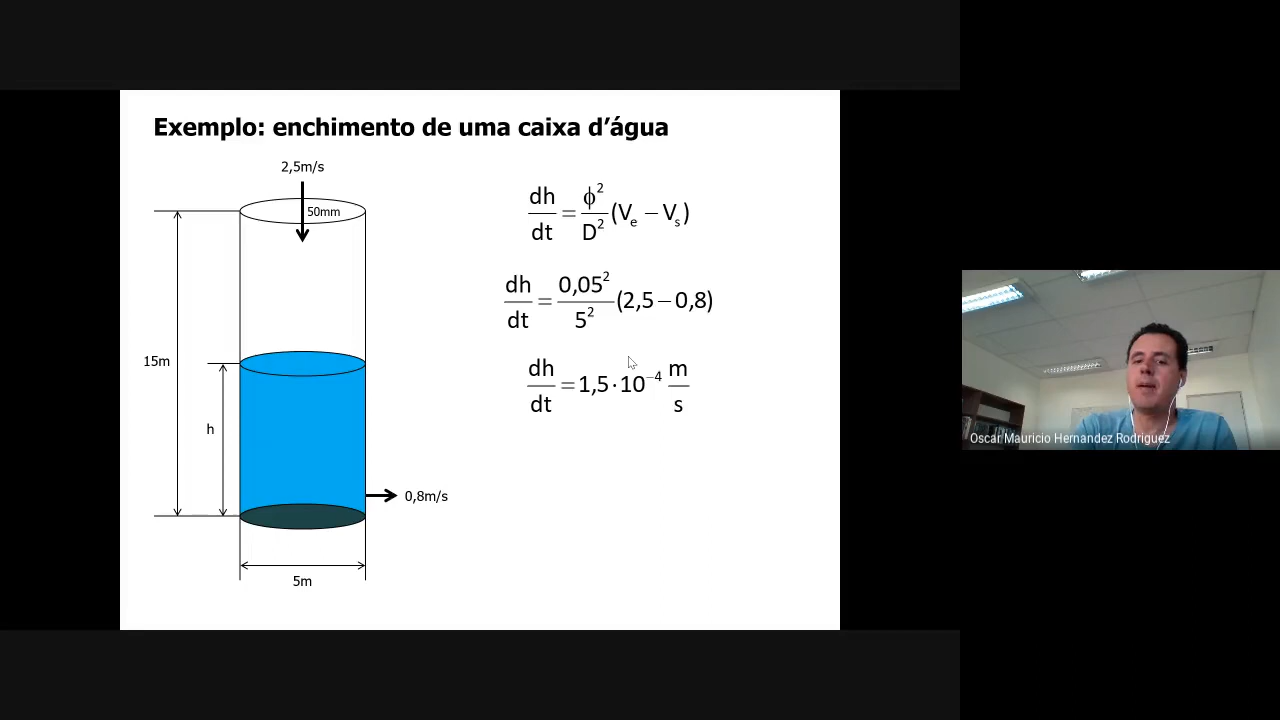 Exemplo: enchimento de uma caixa d’água
2,5m/s
50mm
15m
h
0,8m/s
5m
dh/dt = ϕ²/D² (Vₑ − Vₛ)
dh/dt = 0,05²/5² (2,5 − 0,8)
dh/dt = 1,5·10⁻⁴ m/s
Oscar Mauricio Hernandez Rodriguez